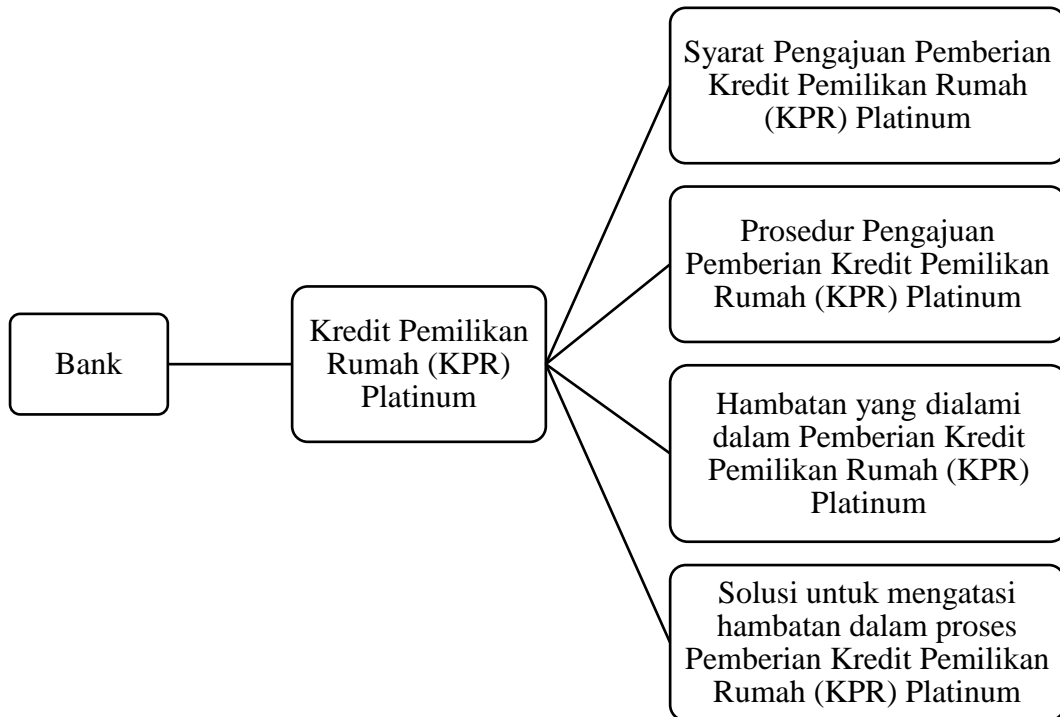 Bank
Kredit Pemilikan
Rumah (KPR)
Platinum
Syarat Pengajuan Pemberian
Kredit Pemilikan Rumah
(KPR) Platinum
Prosedur Pengajuan
Pemberian Kredit Pemilikan
Rumah (KPR) Platinum
Hambatan yang dialami
dalam Pemberian Kredit
Pemilikan Rumah (KPR)
Platinum
Solusi untuk mengatasi
hambatan dalam proses
Pemberian Kredit Pemilikan
Rumah (KPR) Platinum